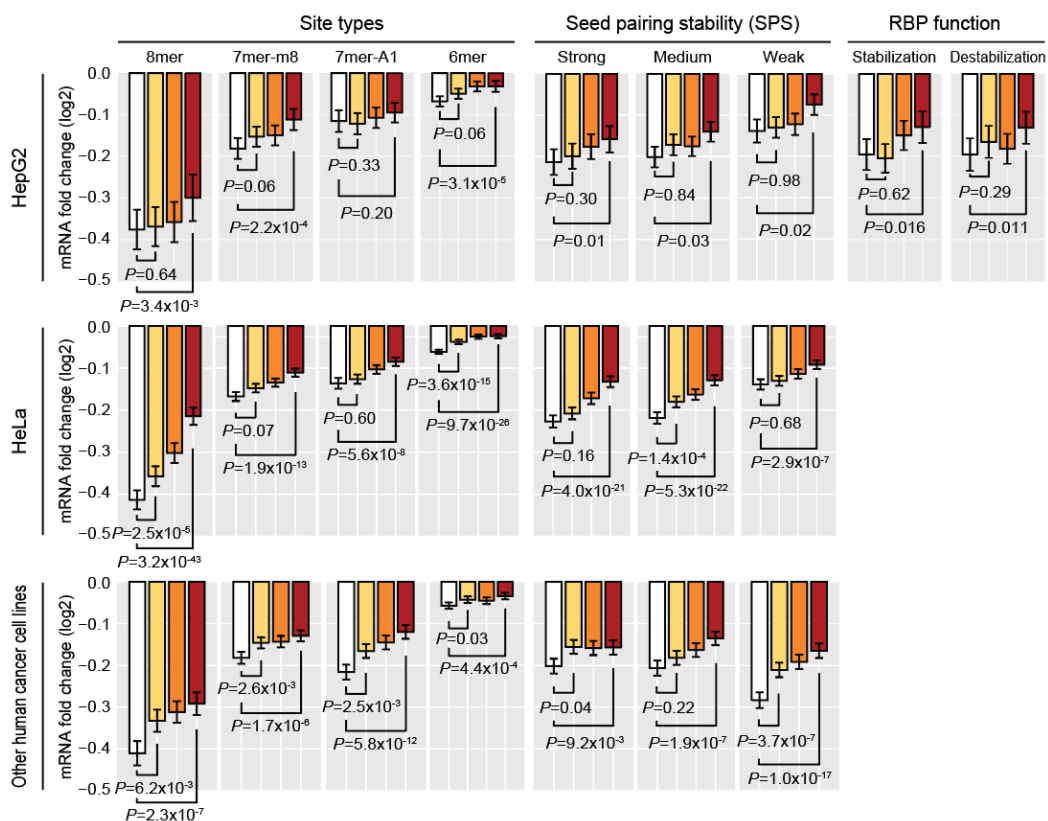 Site types
Seed pairing stability (SPS)
RBP function
8mer
7mer-m8
7mer-A1
6mer
Strong
Medium
Weak
Stabilization
Destabilization
HepG2
mRNA fold change (log2)
0.0
−0.1
−0.2
−0.3
−0.4
−0.5
P=0.64
P=3.4x10⁻³
P=0.06
P=2.2x10⁻⁴
P=0.33
P=0.20
P=0.06
P=3.1x10⁻⁵
P=0.30
P=0.01
P=0.84
P=0.03
P=0.98
P=0.02
P=0.62
P=0.016
P=0.29
P=0.011
HeLa
mRNA fold change (log2)
0.0
−0.1
−0.2
−0.3
−0.4
−0.5
P=2.5x10⁻⁵
P=3.2x10⁻⁴³
P=0.07
P=1.9x10⁻¹³
P=0.60
P=5.6x10⁻⁸
P=3.6x10⁻¹⁵
P=9.7x10⁻²⁶
P=0.16
P=4.0x10⁻²¹
P=1.4x10⁻⁴
P=5.3x10⁻²²
P=0.68
P=2.9x10⁻⁷
Other human cancer cell lines
mRNA fold change (log2)
0.0
−0.1
−0.2
−0.3
−0.4
−0.5
P=6.2x10⁻³
P=2.3x10⁻⁷
P=2.6x10⁻³
P=1.7x10⁻⁶
P=2.5x10⁻³
P=5.8x10⁻¹²
P=0.03
P=4.4x10⁻⁴
P=0.04
P=9.2x10⁻³
P=0.22
P=1.9x10⁻⁷
P=3.7x10⁻⁷
P=1.0x10⁻¹⁷